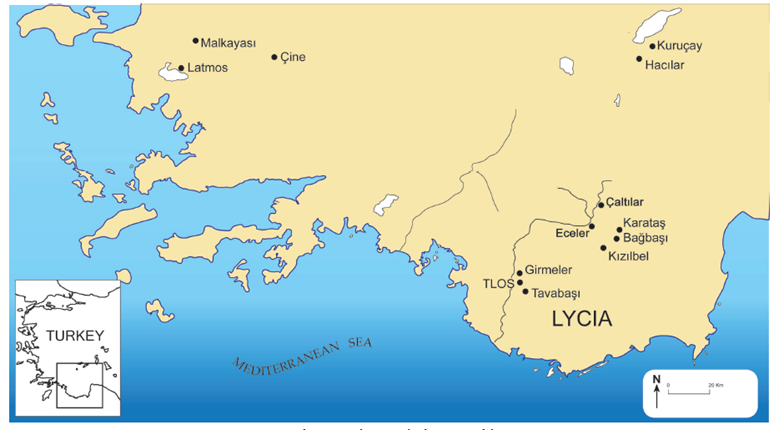 Malkayası
Çine
Latmos
Kuruçay
Hacılar
Çaltılar
Karataş
Eceler
Bağbaşı
Kızılbel
Girmeler
TLOS
Tavabaşı
LYCIA
TURKEY
MEDITERRANEAN SEA
N
0 20 Km